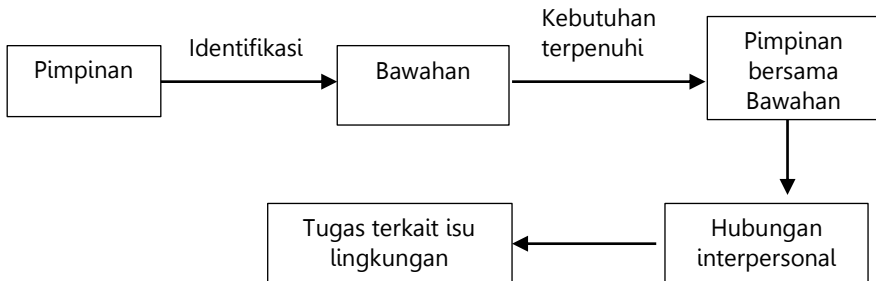 Pimpinan
Identifikasi
Bawahan
Kebutuhan
terpenuhi
Pimpinan
bersama
Bawahan
Hubungan
interpersonal
Tugas terkait isu
lingkungan